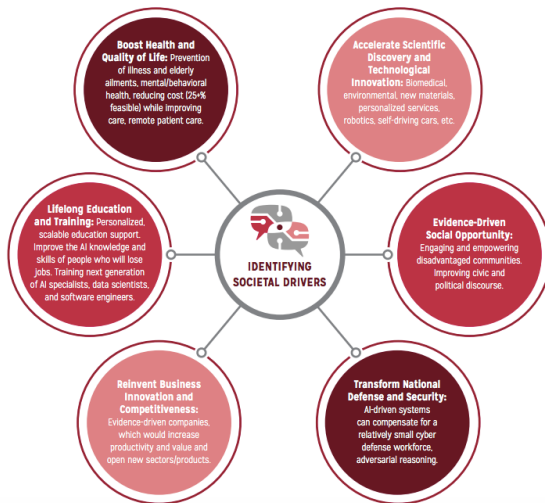 Boost Health and
Quality of Life: Prevention
of illness and elderly
ailments, mental/behavioral
health, reducing cost (25+%
feasible) while improving
care, remote patient care.
Accelerate Scientific
Discovery and
Technological
Innovation: Biomedical,
environmental, new materials,
personalized services,
robotics, self-driving cars, etc.
Lifelong Education
and Training: Personalized,
scalable education support.
Improve the AI knowledge and
skills of people who will lose
jobs. Training next generation
of AI specialists, data scientists,
and software engineers.
IDENTIFYING
SOCIETAL DRIVERS
Evidence-Driven
Social Opportunity:
Engaging and empowering
disadvantaged communities.
Improving civic and
political discourse.
Reinvent Business
Innovation and
Competitiveness:
Evidence-driven companies,
which would increase
productivity and value and
open new sectors/products.
Transform National
Defense and Security:
AI-driven systems
can compensate for a
relatively small cyber
defense workforce,
adversarial reasoning.